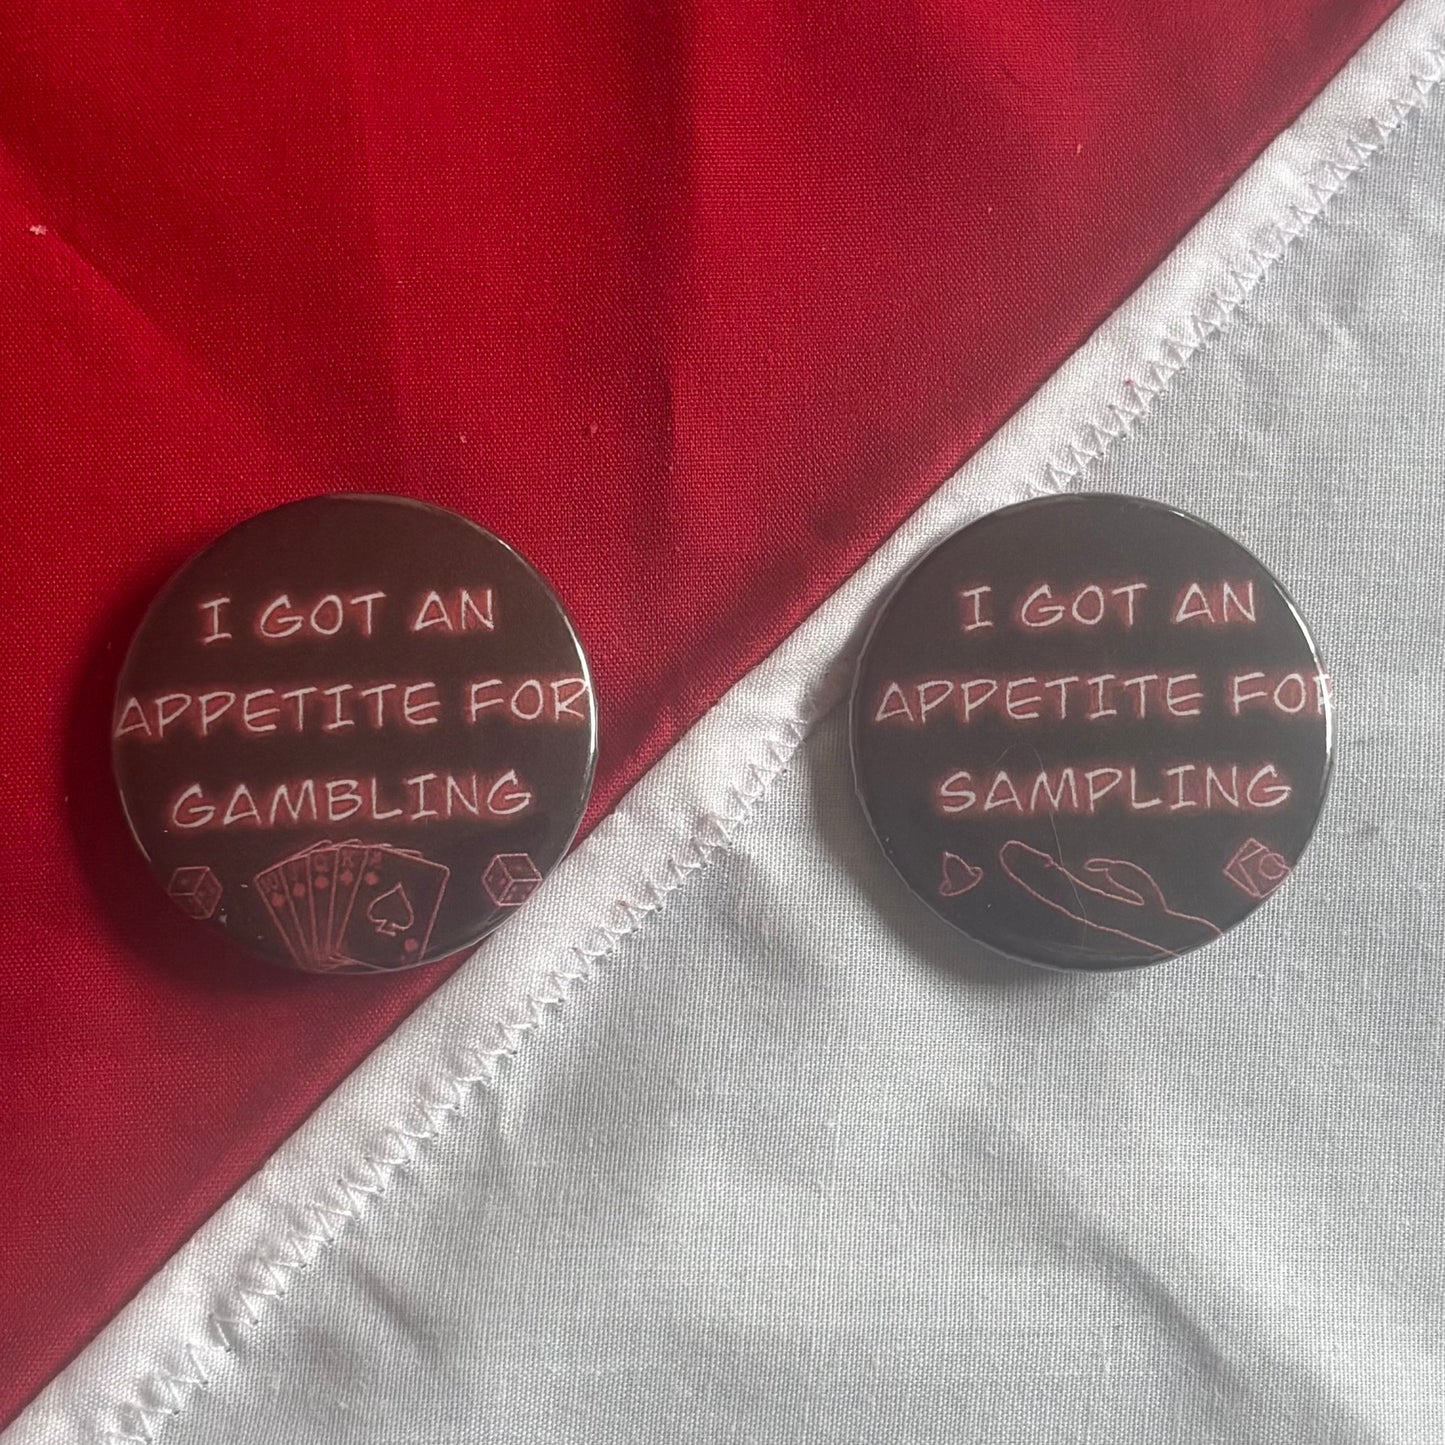 I GOT AN
APPETITE FOR
GAMBLING
I GOT AN
APPETITE FOR
SAMPLING